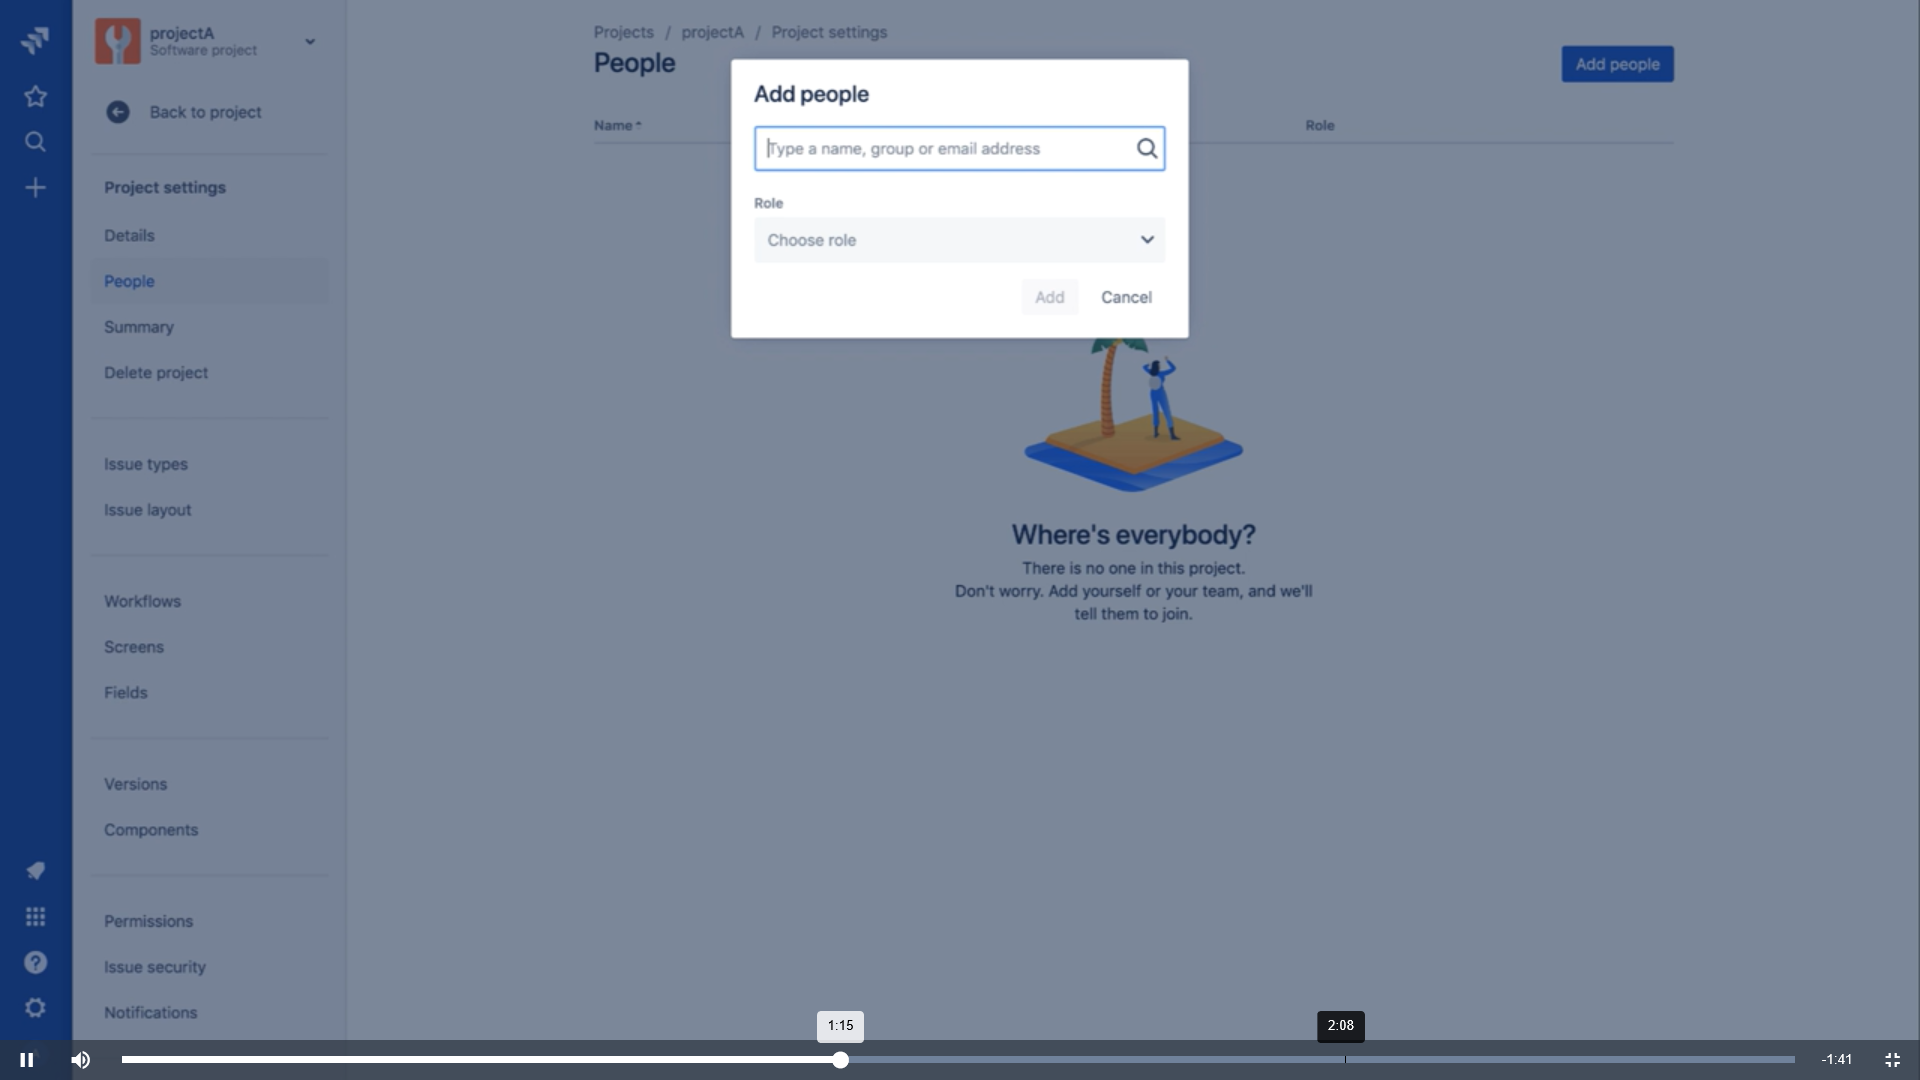 projectA
Software project
Back to project
Project settings
Details
People
Summary
Delete project
Issue types
Issue layout
Workflows
Screens
Fields
Versions
Components
Permissions
Issue security
Notifications
Projects / projectA / Project settings
People
Add people
Name
Role
Add people
Type a name, group or email address
Role
Choose role
Add
Cancel
Where's everybody?
There is no one in this project.
Don't worry. Add yourself or your team, and we'll
tell them to join.
1:15
2:08
-1:41